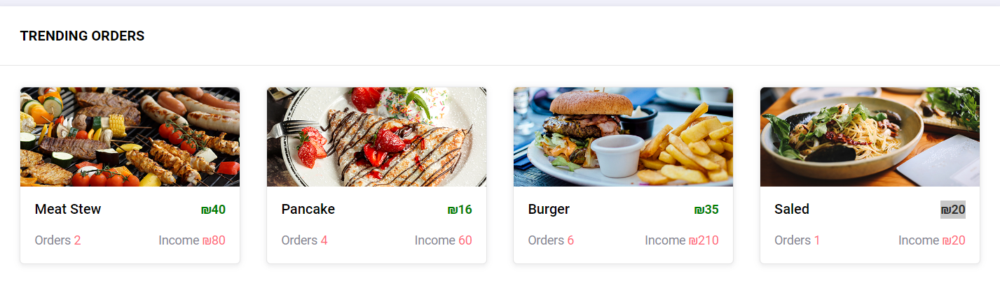 TRENDING ORDERS
Meat Stew ₪40
Orders 2 Income ₪80
Pancake ₪16
Orders 4 Income 60
Burger ₪35
Orders 6 Income ₪210
Saled ₪20
Orders 1 Income ₪20